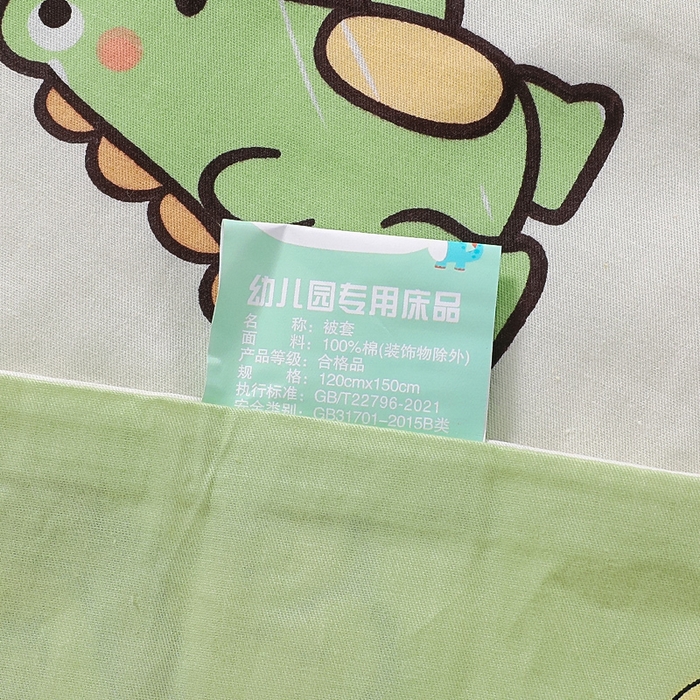 幼儿园专用床品
名 称：被套
面 料：100%棉(装饰物除外)
产品等级：合格品
规 格：120cmx150cm
执行标准：GB/T22796-2021
安全类别：GB31701-2015B类